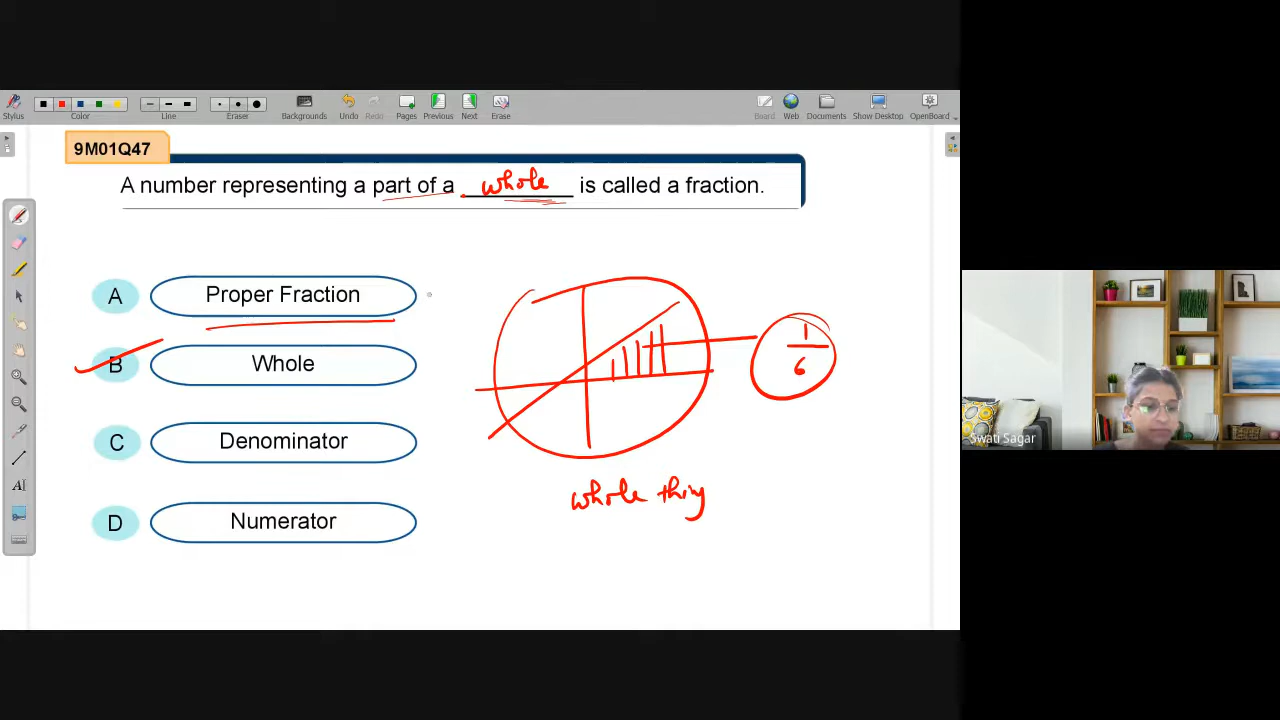 Stylus
Color
Line
Eraser
Backgrounds
Undo
Redo
Pages
Previous
Next
Erase
Board
Web
Documents
Show Desktop
OpenBoard
9M01Q47
A number representing a part of a whole is called a fraction.
A Proper Fraction
B Whole
C Denominator
D Numerator
1
6
whole thing
Swati Sagar